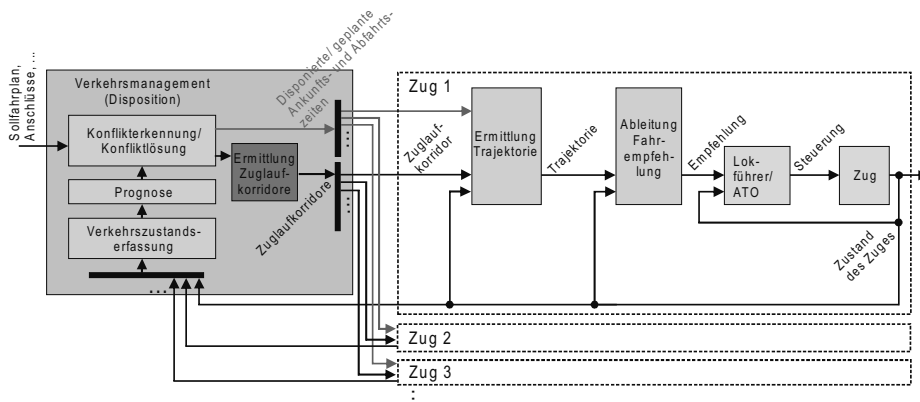 Sollfahrplan,
Anschlüsse, ...
Verkehrsmanagement
(Disposition)
Konflikterkennung/
Konfliktlösung
Prognose
Verkehrszustands-
erfassung
...
Ermittlung
Zuglauf-
korridore
Disponierte/ geplante
Ankunfts- und Abfahrts-
zeiten
...
...
Zuglaufkorridore
Zug 1
Zuglauf-
korridor
Ermittlung
Trajektorie
Trajektorie
Ableitung
Fahr-
empfeh-
lung
Empfehlung
Lok-
führer/
ATO
Steuerung
Zug
Zustand
des Zuges
Zug 2
Zug 3
...